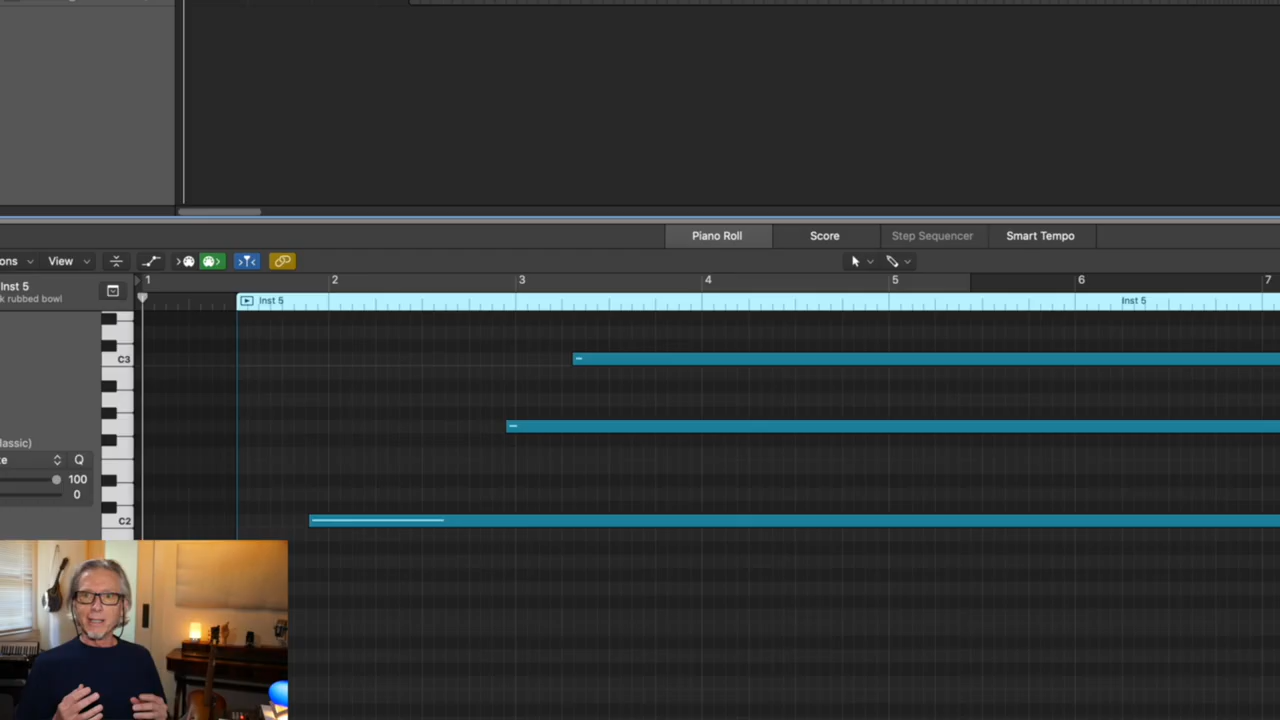 Piano Roll Score Step Sequencer Smart Tempo
ons View
1 2 3 4 5 6 7
Inst 5 Inst 5 Inst 5
k rubbed bowl
C3
lassic)
te Q
100
0
C2